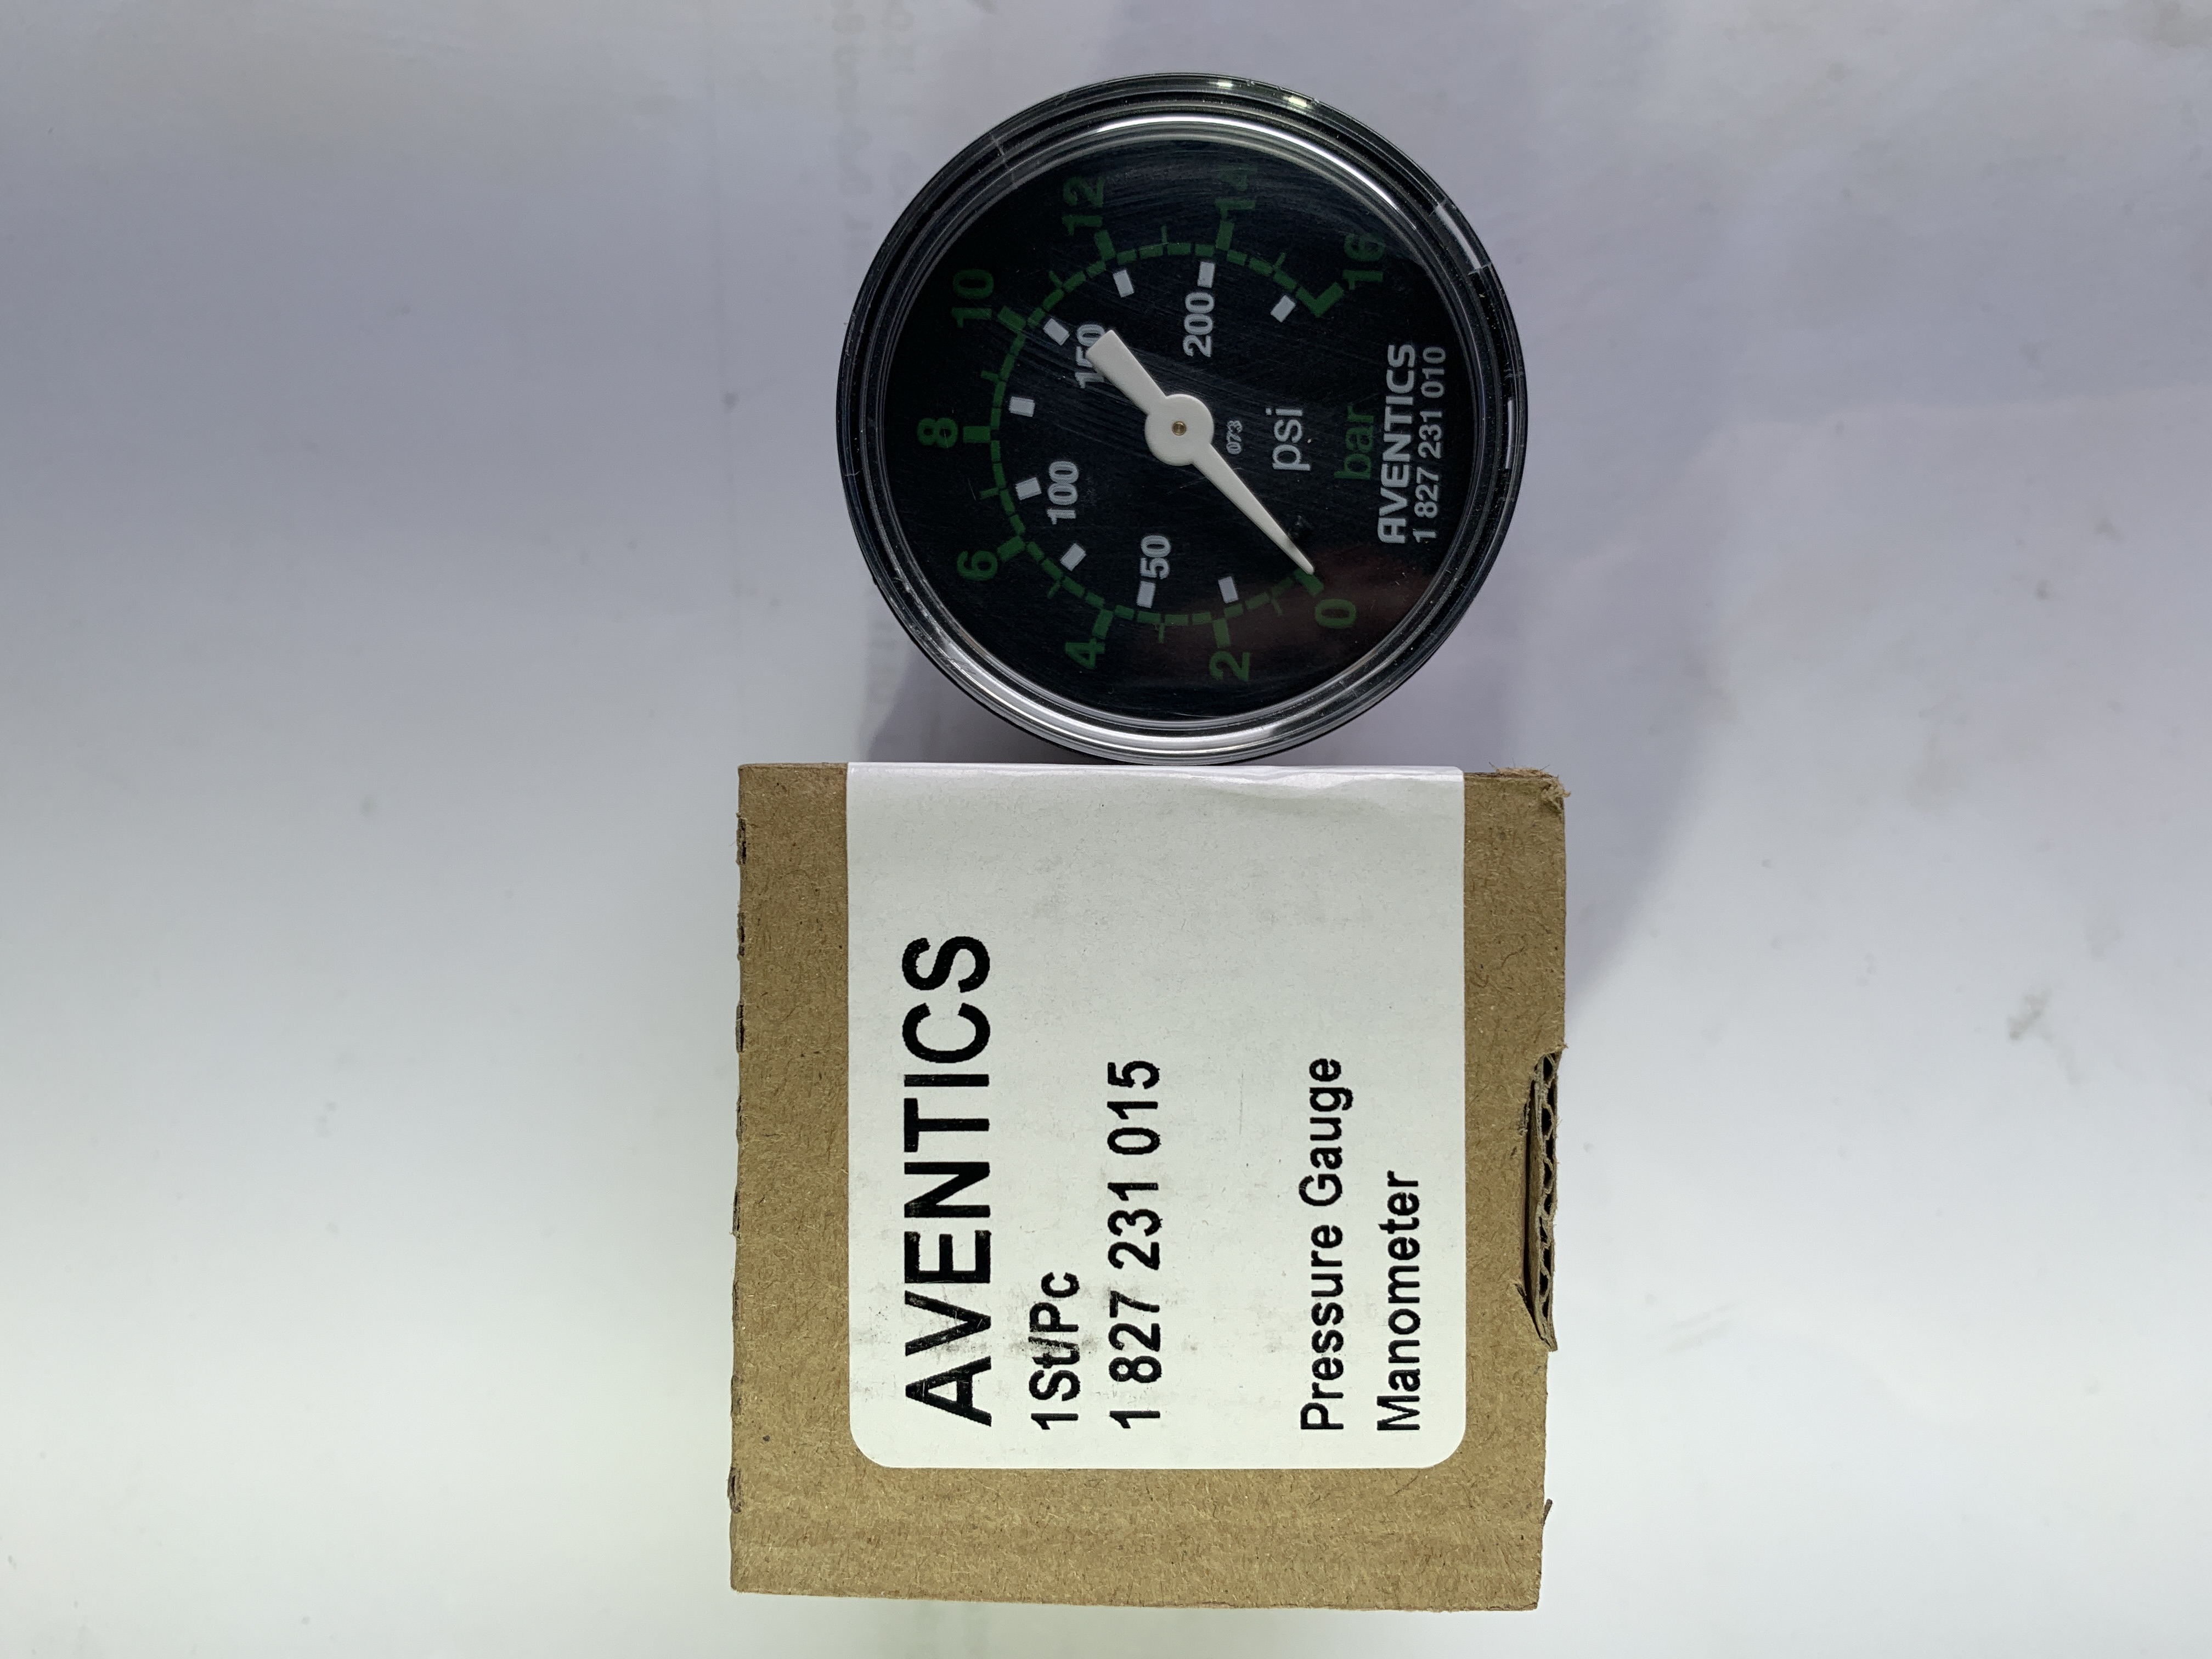 0
2
4
6
8
10
12
14
16
50
100
150
200
073
psi
bar
AVENTICS
1 827 231 010
AVENTICS
1St/Pc
1 827 231 015
Pressure Gauge
Manometer